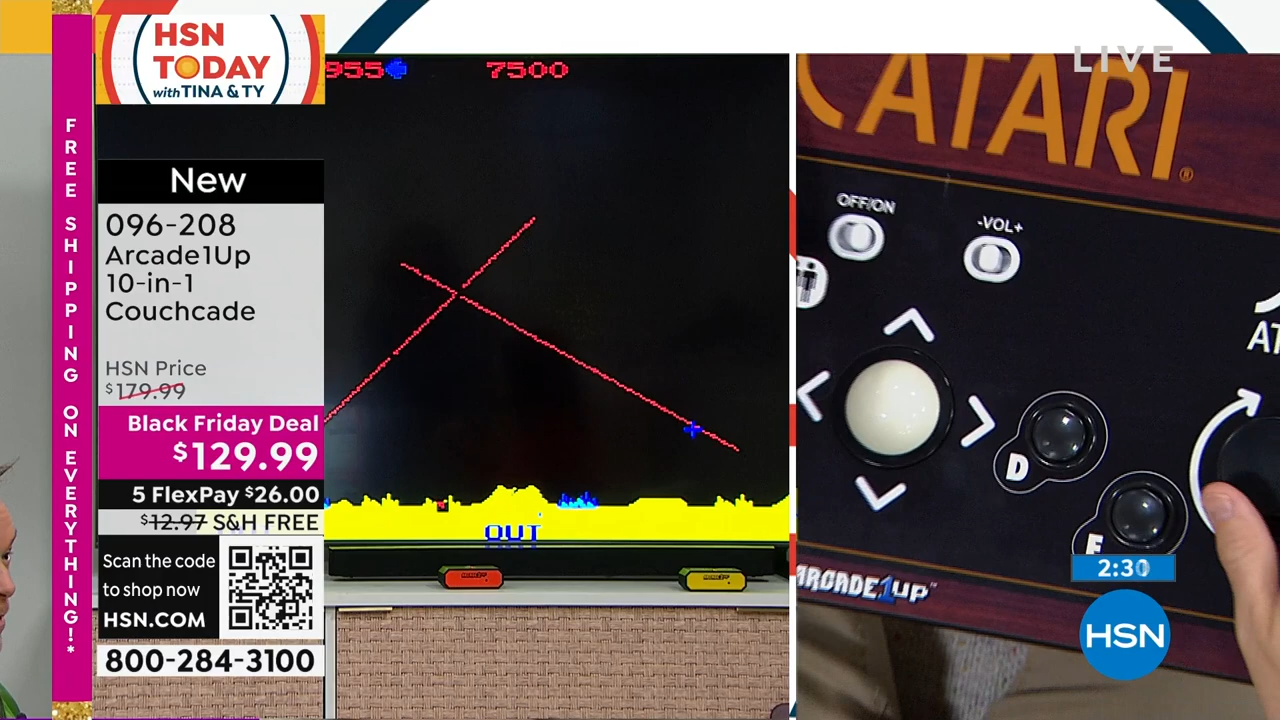 HSN
TODAY
with TINA & TY
FREE SHIPPING ON EVERYTHING!*
New
096-208
Arcade1Up
10-in-1
Couchcade
HSN Price
$179.99
Black Friday Deal
$129.99
5 FlexPay $26.00
$12.97 S&H FREE
Scan the code
to shop now
HSN.COM
800-284-3100
955
7500
OUT
LIVE
ATARI®
OFF/ON
-VOL+
D
ARCADE1UP™
2:30
HSN